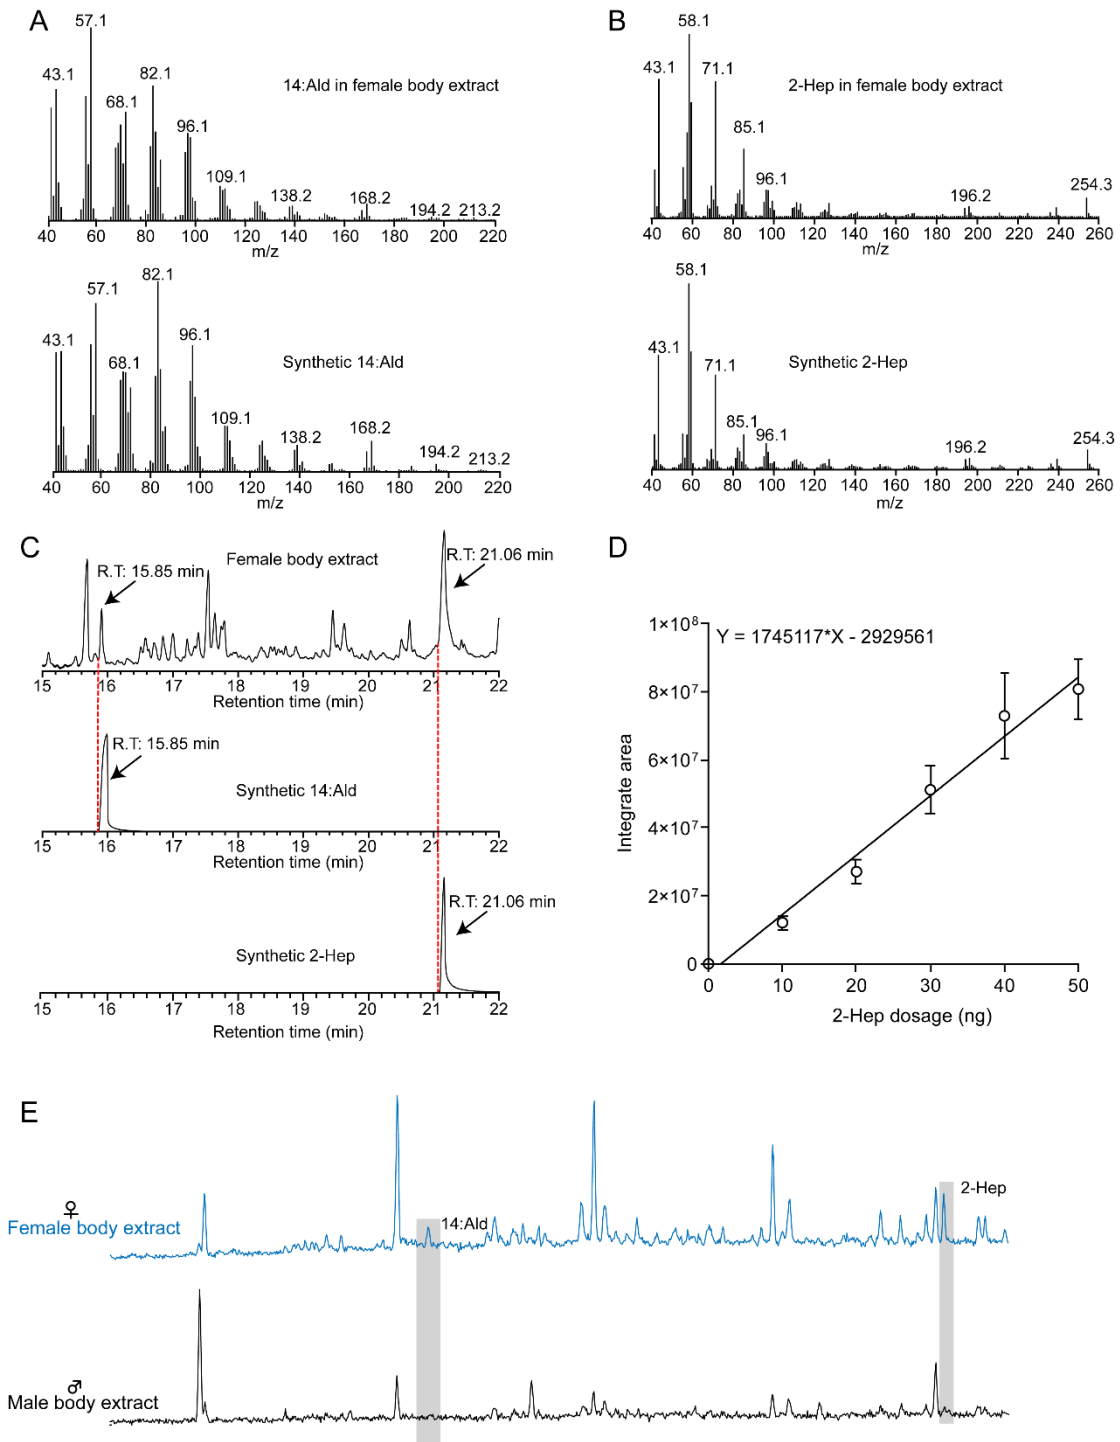 A
57.1
43.1
82.1
14:Ald in female body extract
68.1
96.1
109.1
138.2
168.2
194.2
213.2
40 60 80 100 120 140 160 180 200 220
m/z
82.1
57.1
43.1
96.1
68.1
Synthetic 14:Ald
109.1
138.2
168.2
194.2
213.2
40 60 80 100 120 140 160 180 200 220
m/z
B
58.1
43.1
71.1
2-Hep in female body extract
85.1
96.1
196.2
254.3
40 60 80 100 120 140 160 180 200 220 240 260
m/z
58.1
43.1
71.1
Synthetic 2-Hep
85.1
96.1
196.2
254.3
40 60 80 100 120 140 160 180 200 220 240 260
m/z
C
Female body extract
R.T: 15.85 min
R.T: 21.06 min
15 16 17 18 19 20 21 22
Retention time (min)
R.T: 15.85 min
Synthetic 14:Ald
15 16 17 18 19 20 21 22
Retention time (min)
R.T: 21.06 min
Synthetic 2-Hep
15 16 17 18 19 20 21 22
Retention time (min)
D
Y = 1745117*X - 2929561
1×10⁸
8×10⁷
6×10⁷
4×10⁷
2×10⁷
0
Integrate area
0 10 20 30 40 50
2-Hep dosage (ng)
E
♀
Female body extract
14:Ald
2-Hep
♂
Male body extract